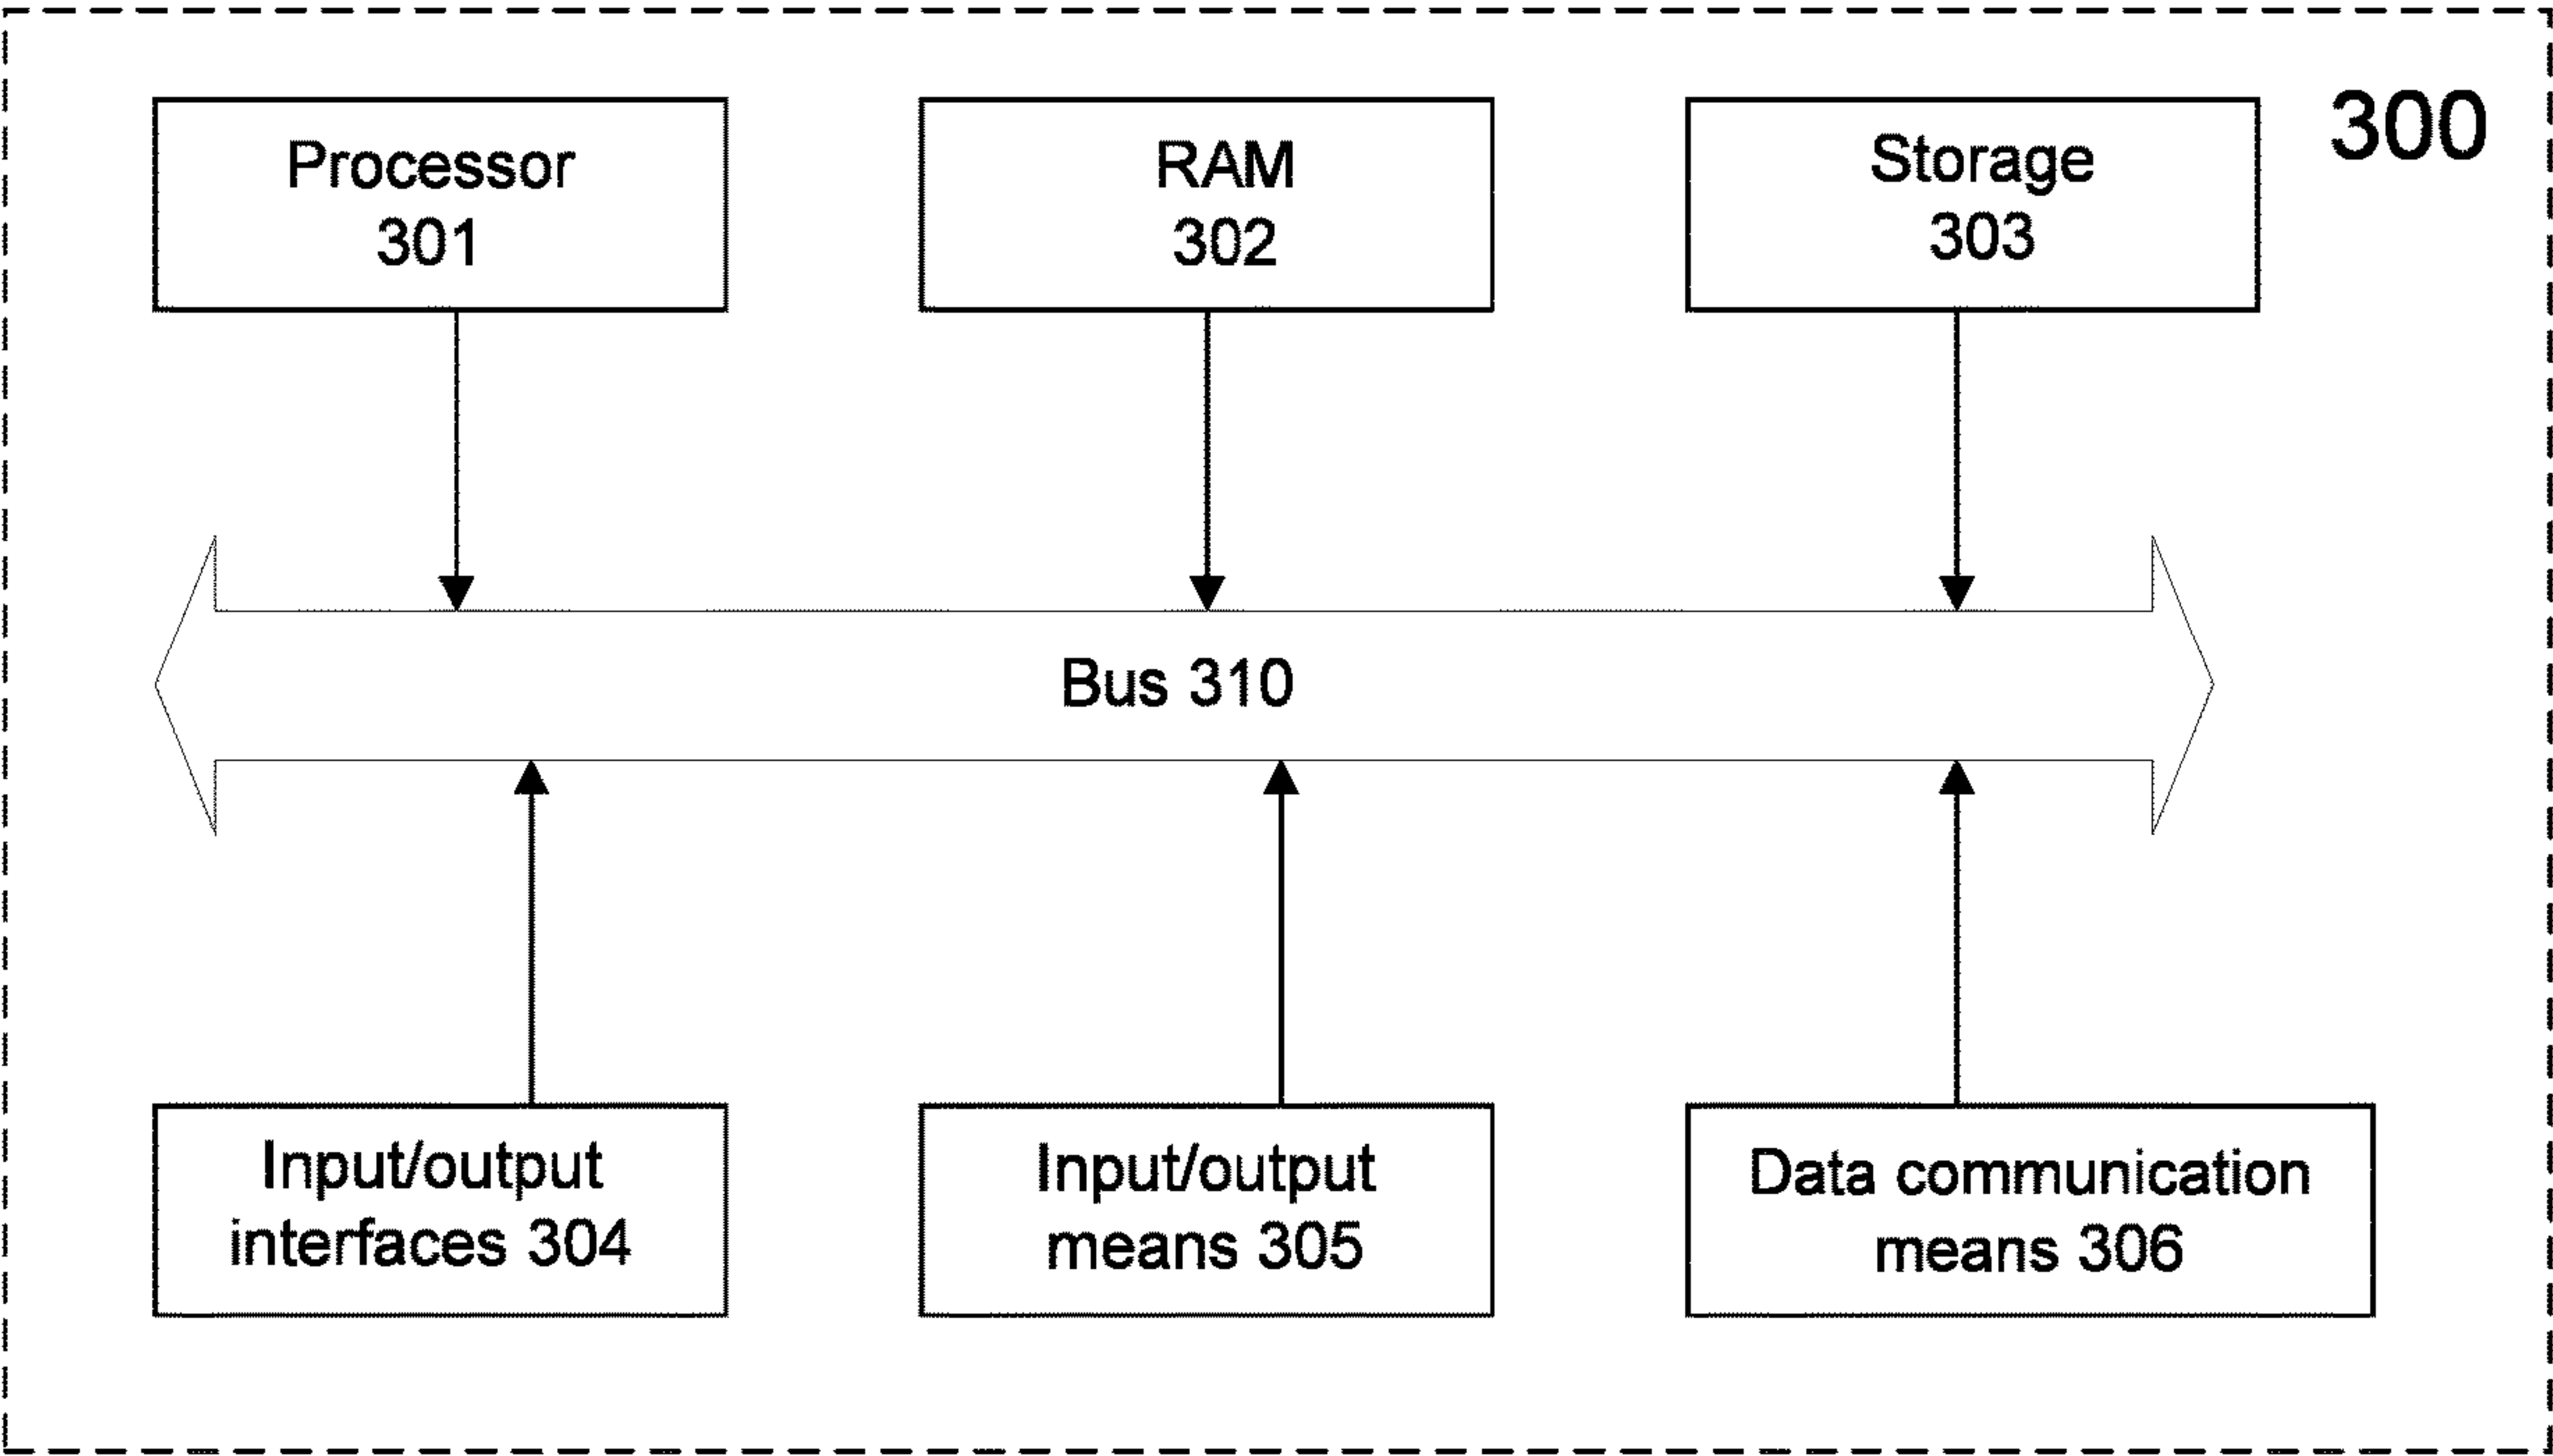 Processor
301
RAM
302
Storage
303
300
Bus 310
Input/output
interfaces 304
Input/output
means 305
Data communication
means 306